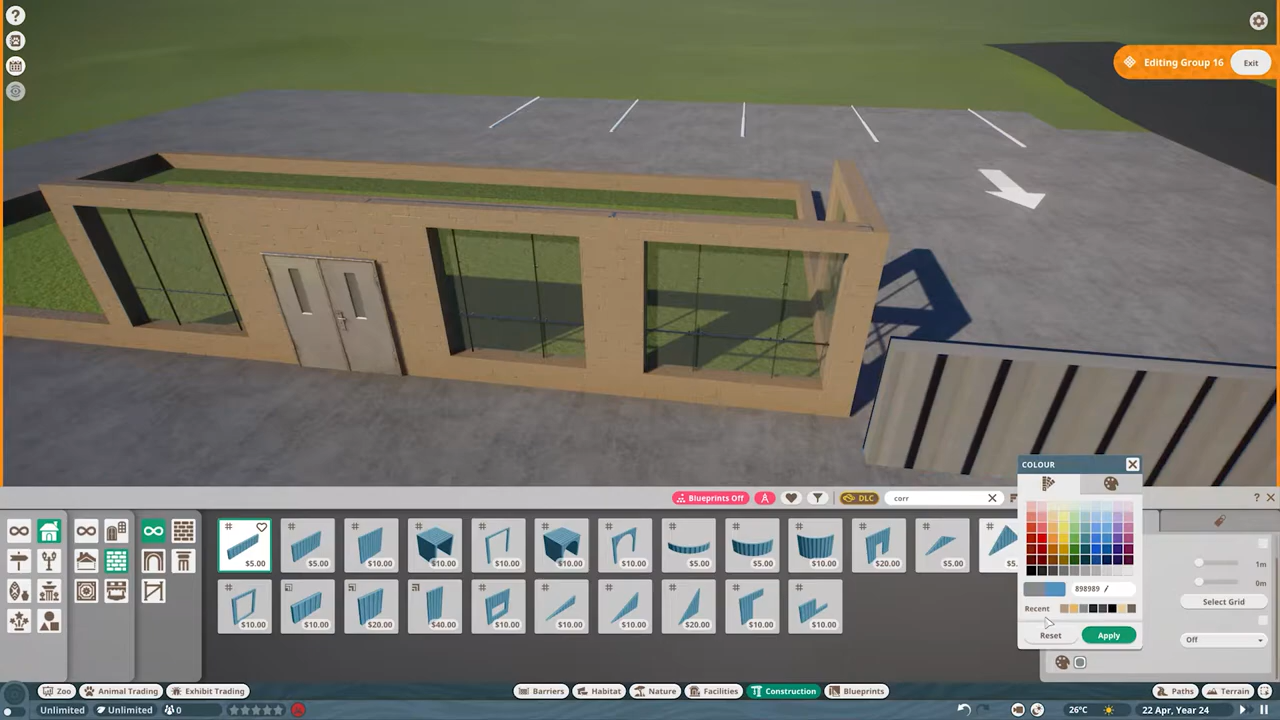 ?
Editing Group 16 Exit
Blueprints Off DLC corr
? ×
COLOUR
$5.00 $5.00 $10.00 $10.00 $10.00 $10.00 $10.00 $5.00 $5.00 $10.00 $20.00 $5.00 $5.
898989 /
1m
0m
$10.00 $10.00 $20.00 $40.00 $10.00 $10.00 $10.00 $20.00 $10.00 $10.00
Recent
Select Grid
Reset Apply
Off
Zoo Animal Trading Exhibit Trading Barriers Habitat Nature Facilities Construction Blueprints Paths Terrain
Unlimited Unlimited 0 26°C 22 Apr, Year 24